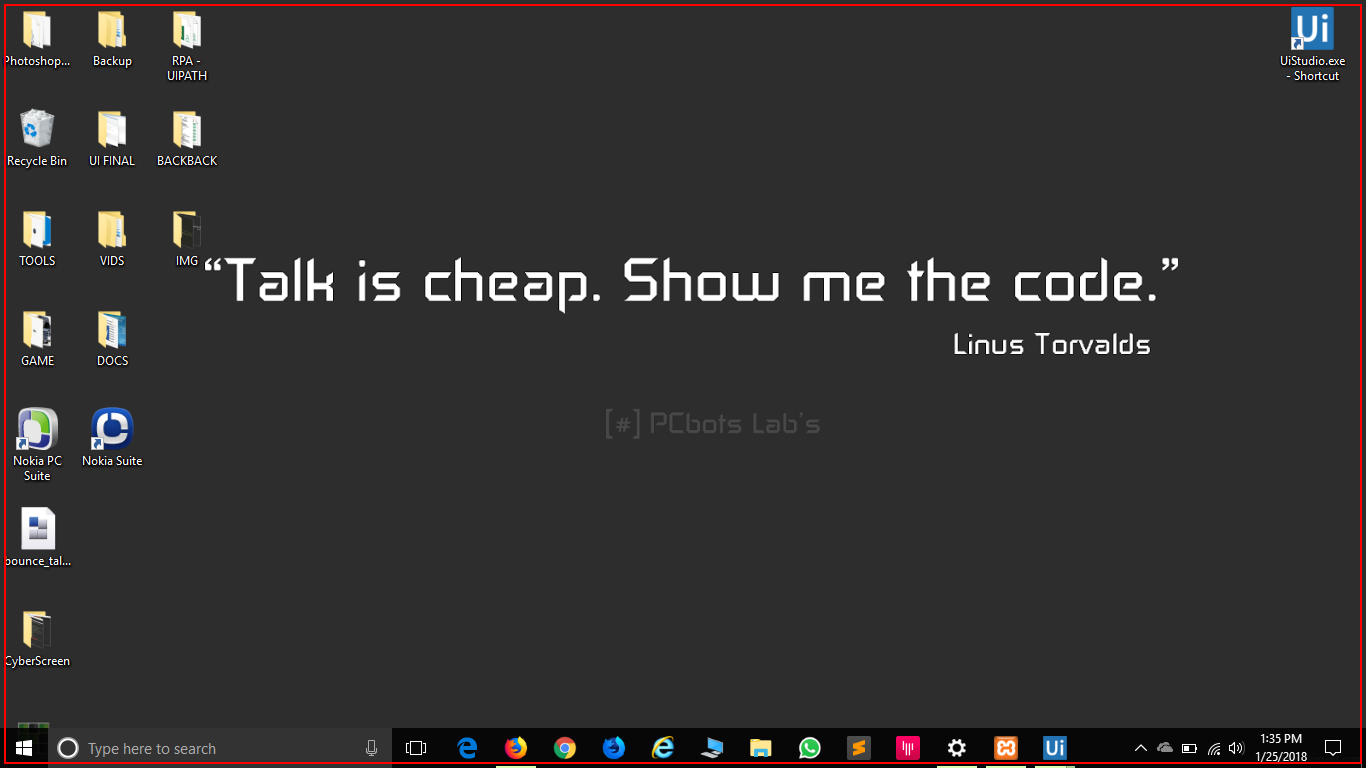 Photoshop...
Backup
RPA -
UIPATH
UiStudio.exe
- Shortcut
Recycle Bin
UI FINAL
BACKBACK
TOOLS
VIDS
IMG
“Talk is cheap. Show me the code.”
Linus Torvalds
GAME
DOCS
[#] PCbots Lab's
Nokia PC
Suite
Nokia Suite
bounce_tal...
CyberScreen
Type here to search
Ui
1:35 PM
1/25/2018